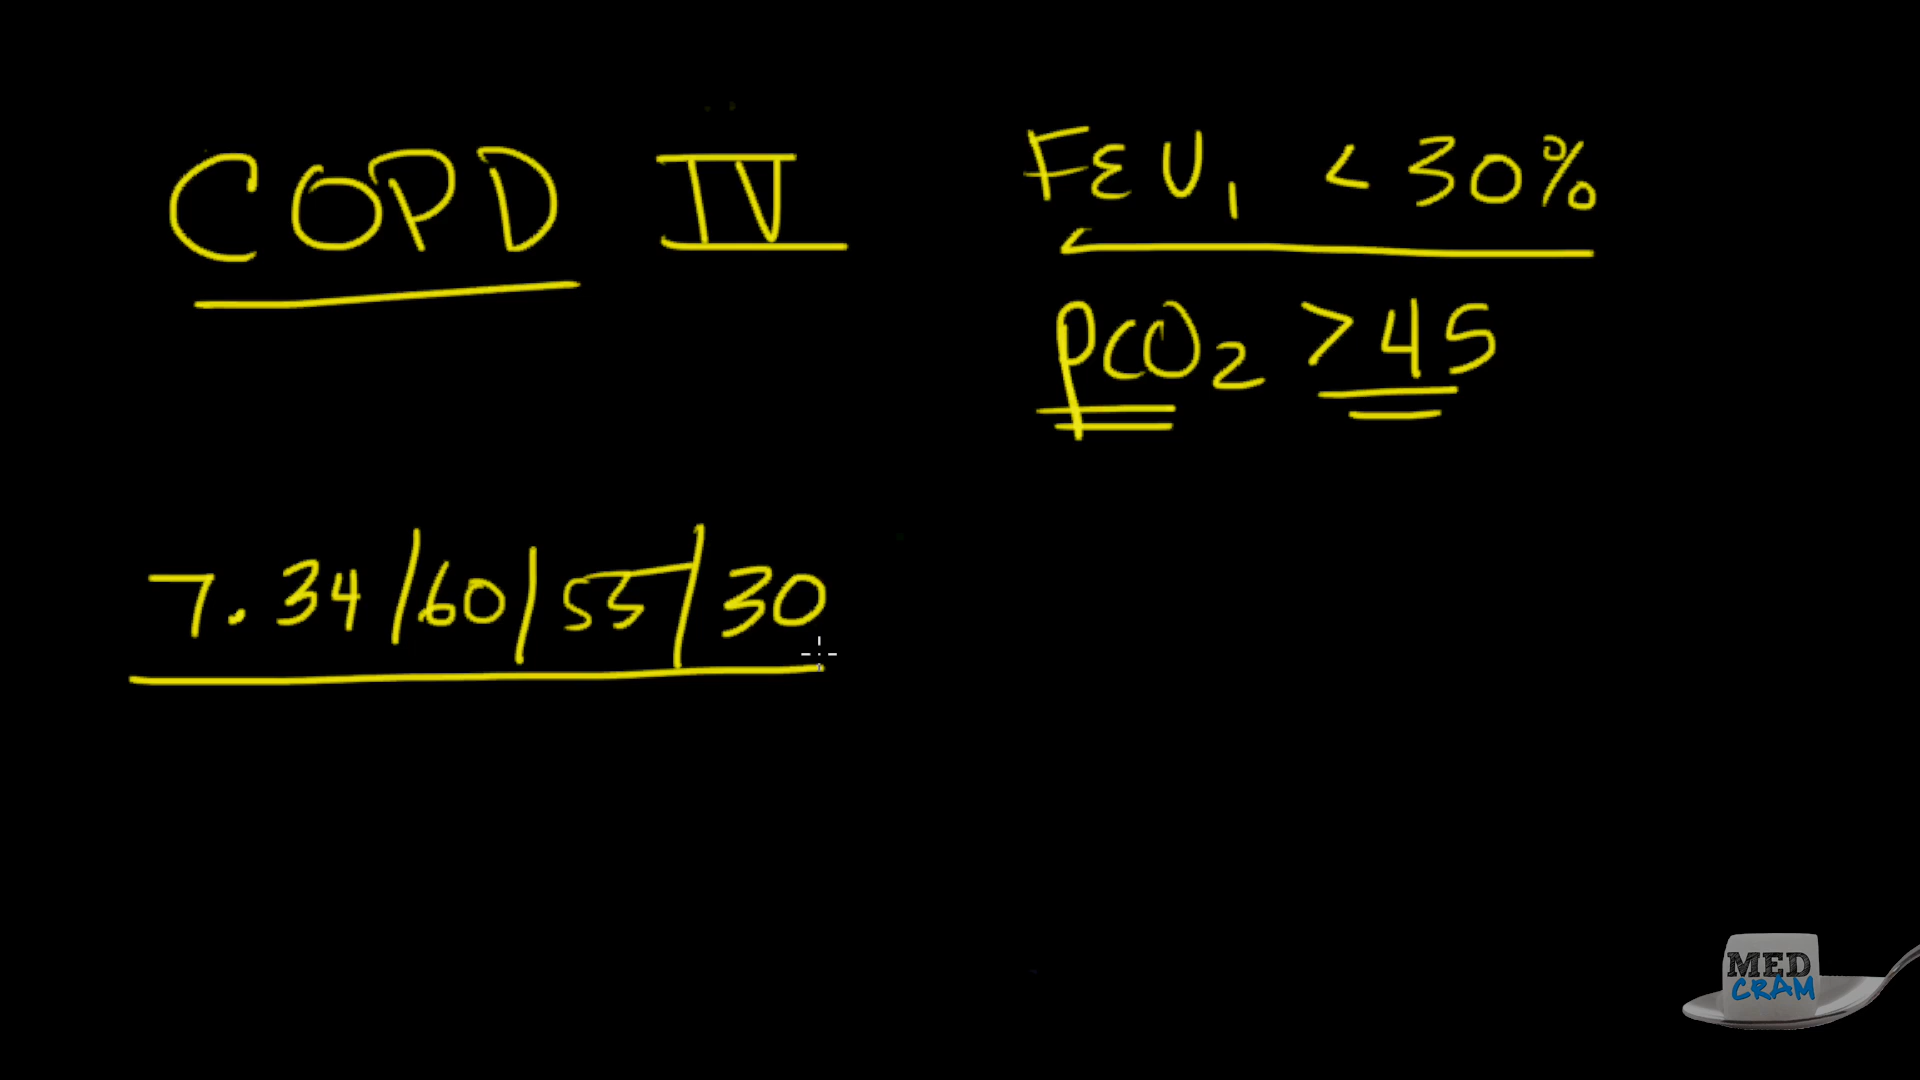 COPD IV
FEV₁ < 30%
pCO₂ > 45
7.34/60/55/30
MED
CRAM